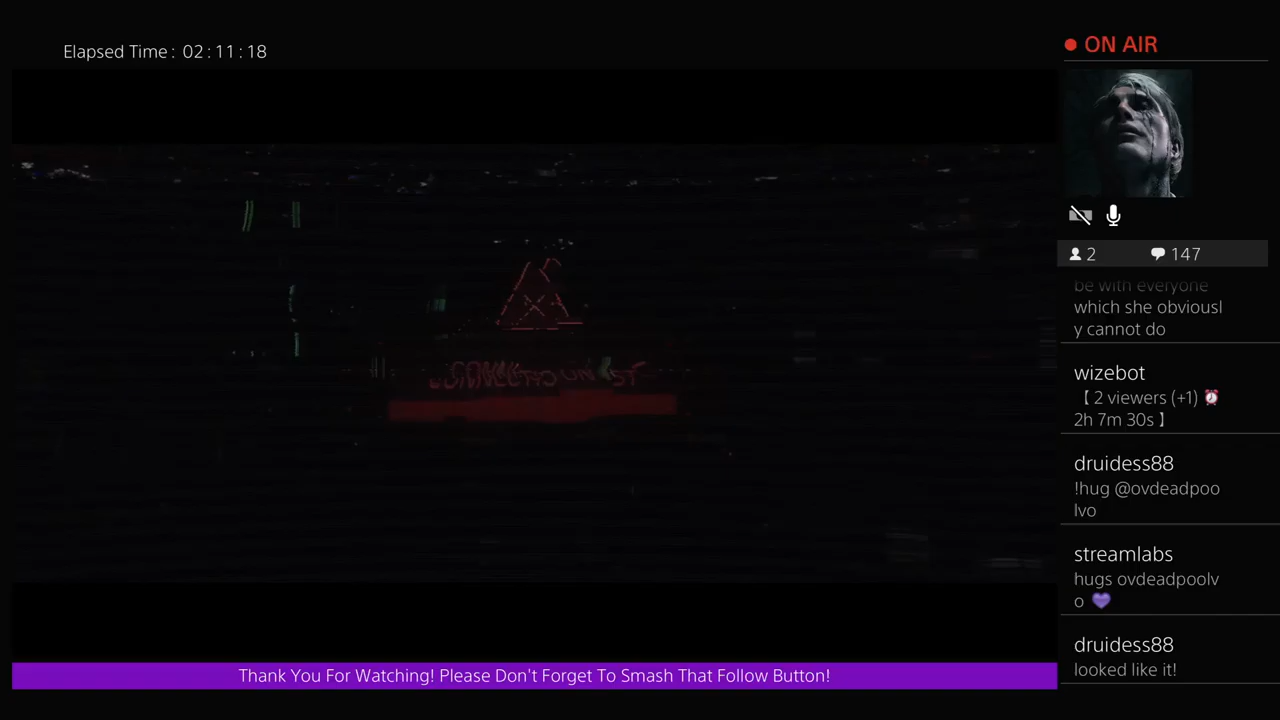 Elapsed Time: 02:11:18
ON AIR
2
147
be with everyone
which she obviousl
y cannot do
wizebot
【 2 viewers (+1) ⏰
2h 7m 30s 】
druidess88
!hug @ovdeadpoo
lvo
streamlabs
hugs ovdeadpoolv
o 💜
druidess88
looked like it!
Thank You For Watching! Please Don't Forget To Smash That Follow Button!